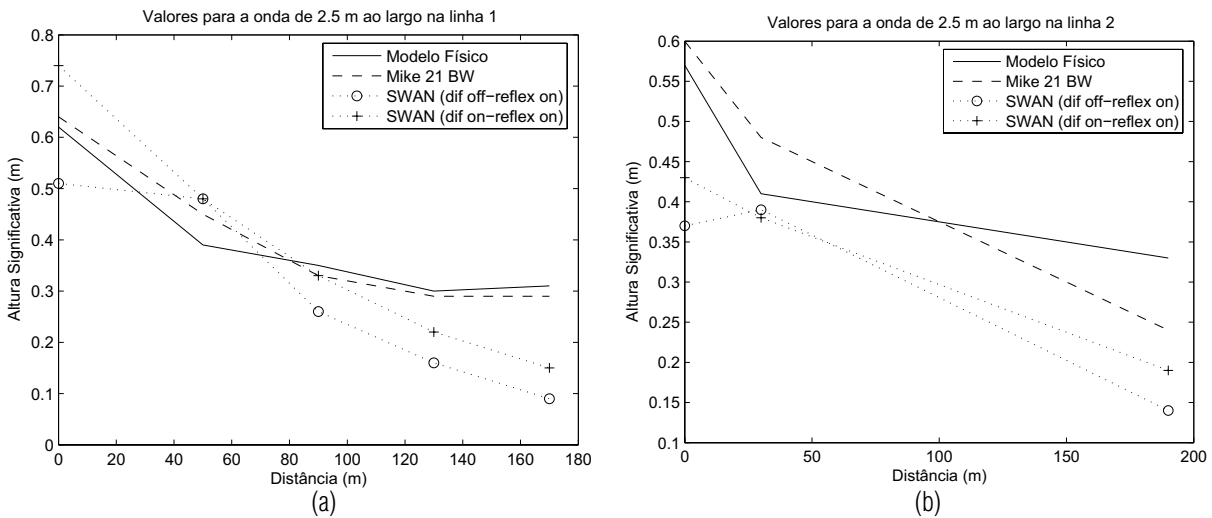 Valores para a onda de 2.5 m ao largo na linha 1
0.8
0.7
0.6
0.5
0.4
0.3
0.2
0.1
0
Altura Significativa (m)
Modelo Físico
Mike 21 BW
SWAN (dif off−reflex on)
SWAN (dif on−reflex on)
0 20 40 60 80 100 120 140 160 180
Distância (m)
(a)
Valores para a onda de 2.5 m ao largo na linha 2
0.6
0.55
0.5
0.45
0.4
0.35
0.3
0.25
0.2
0.15
0.1
Altura Significativa (m)
Modelo Físico
Mike 21 BW
SWAN (dif off−reflex on)
SWAN (dif on−reflex on)
0 50 100 150 200
Distância (m)
(b)